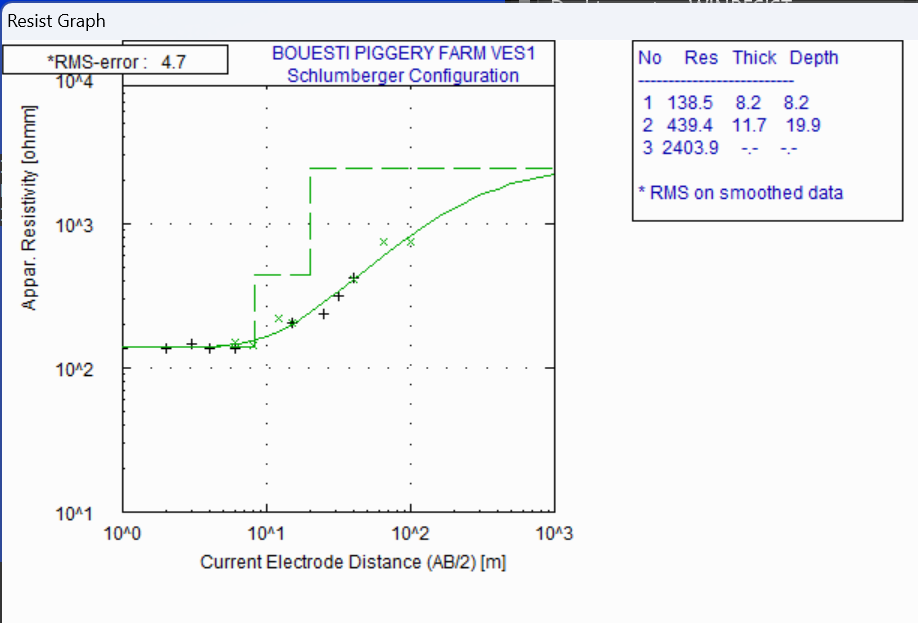 Resist Graph
*RMS-error : 4.7
BOUESTI PIGGERY FARM VES1
Schlumberger Configuration
No Res Thick Depth
---------------------------
1 138.5 8.2 8.2
2 439.4 11.7 19.9
3 2403.9 -.- -.-
* RMS on smoothed data
Appar. Resistivity [ohmm]
10^4
10^3
10^2
10^1
10^0 10^1 10^2 10^3
Current Electrode Distance (AB/2) [m]